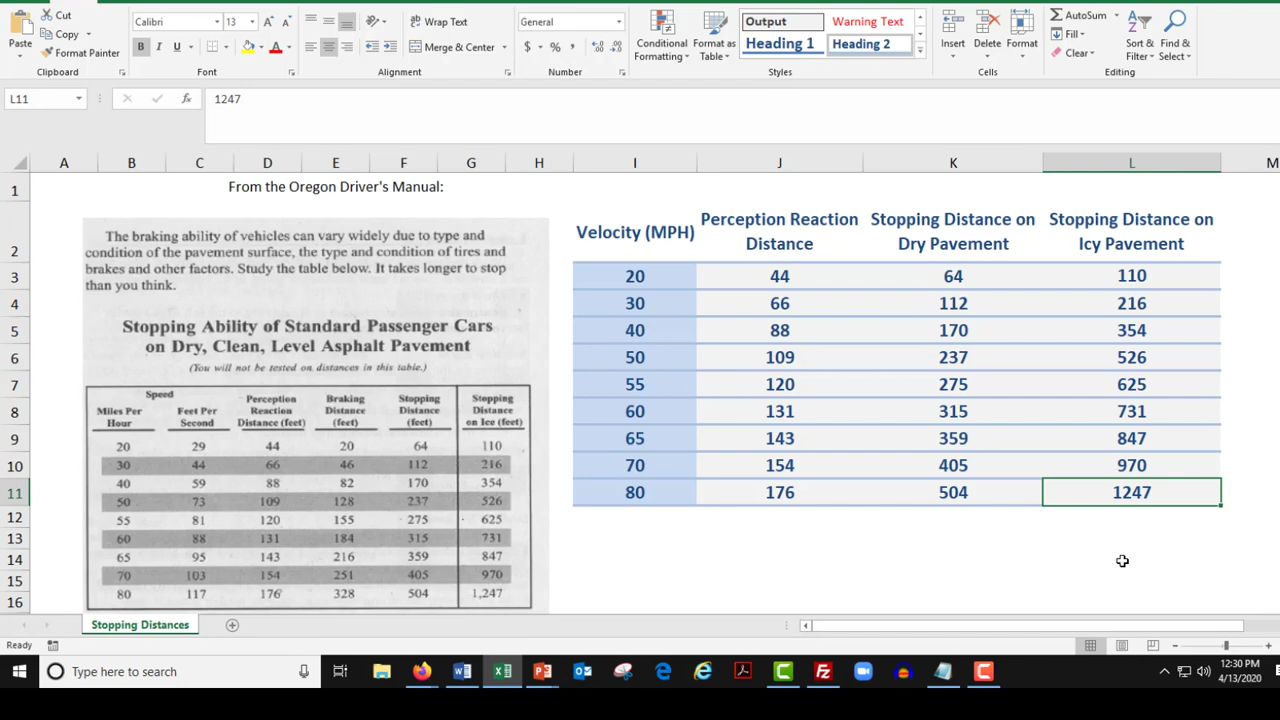 Cut
Calibri 13 A A
Wrap Text
General
Output Warning Text
AutoSum
Copy
Paste
Format Painter
B I U A
Merge & Center
$ % ,
Heading 1 Heading 2
Conditional Formatting
Format as Table
Insert Delete Format
Fill
Clear
Sort & Filter
Find & Select
Clipboard Font Alignment Number Styles Cells Editing
L11 fx 1247
A B C D E F G H I J K L M
1 From the Oregon Driver's Manual:
2
Velocity (MPH) Perception Reaction Distance Stopping Distance on Dry Pavement Stopping Distance on Icy Pavement
3 20 44 64 110
4 30 66 112 216
5 40 88 170 354
6 50 109 237 526
7 55 120 275 625
8 60 131 315 731
9 65 143 359 847
10 70 154 405 970
11 80 176 504 1247
12
13
14
15
16
The braking ability of vehicles can vary widely due to type and
condition of the pavement surface, the type and condition of tires and
brakes and other factors. Study the table below. It takes longer to stop
than you think.
Stopping Ability of Standard Passenger Cars
on Dry, Clean, Level Asphalt Pavement
(You will not be tested on distances in this table.)
Speed
Miles Per Hour Feet Per Second Perception Reaction Distance (feet) Braking Distance (feet) Stopping Distance (feet) Stopping Distance on Ice (feet)
20 29 44 20 64 110
30 44 66 46 112 216
40 59 88 82 170 354
50 73 109 128 237 526
55 81 120 155 275 625
60 88 131 184 315 731
65 95 143 216 359 847
70 103 154 251 405 970
80 117 176 328 504 1,247
Stopping Distances
Ready
Type here to search
12:30 PM
4/13/2020